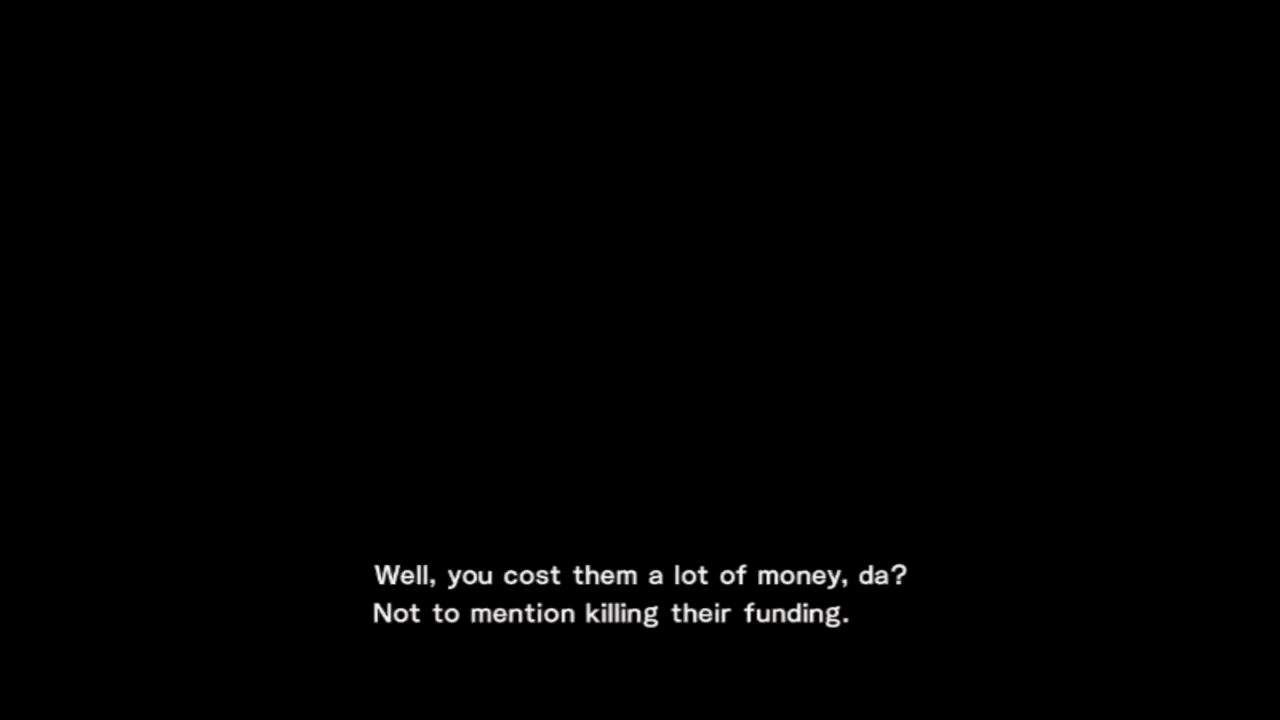 Well, you cost them a lot of money, da?
Not to mention killing their funding.